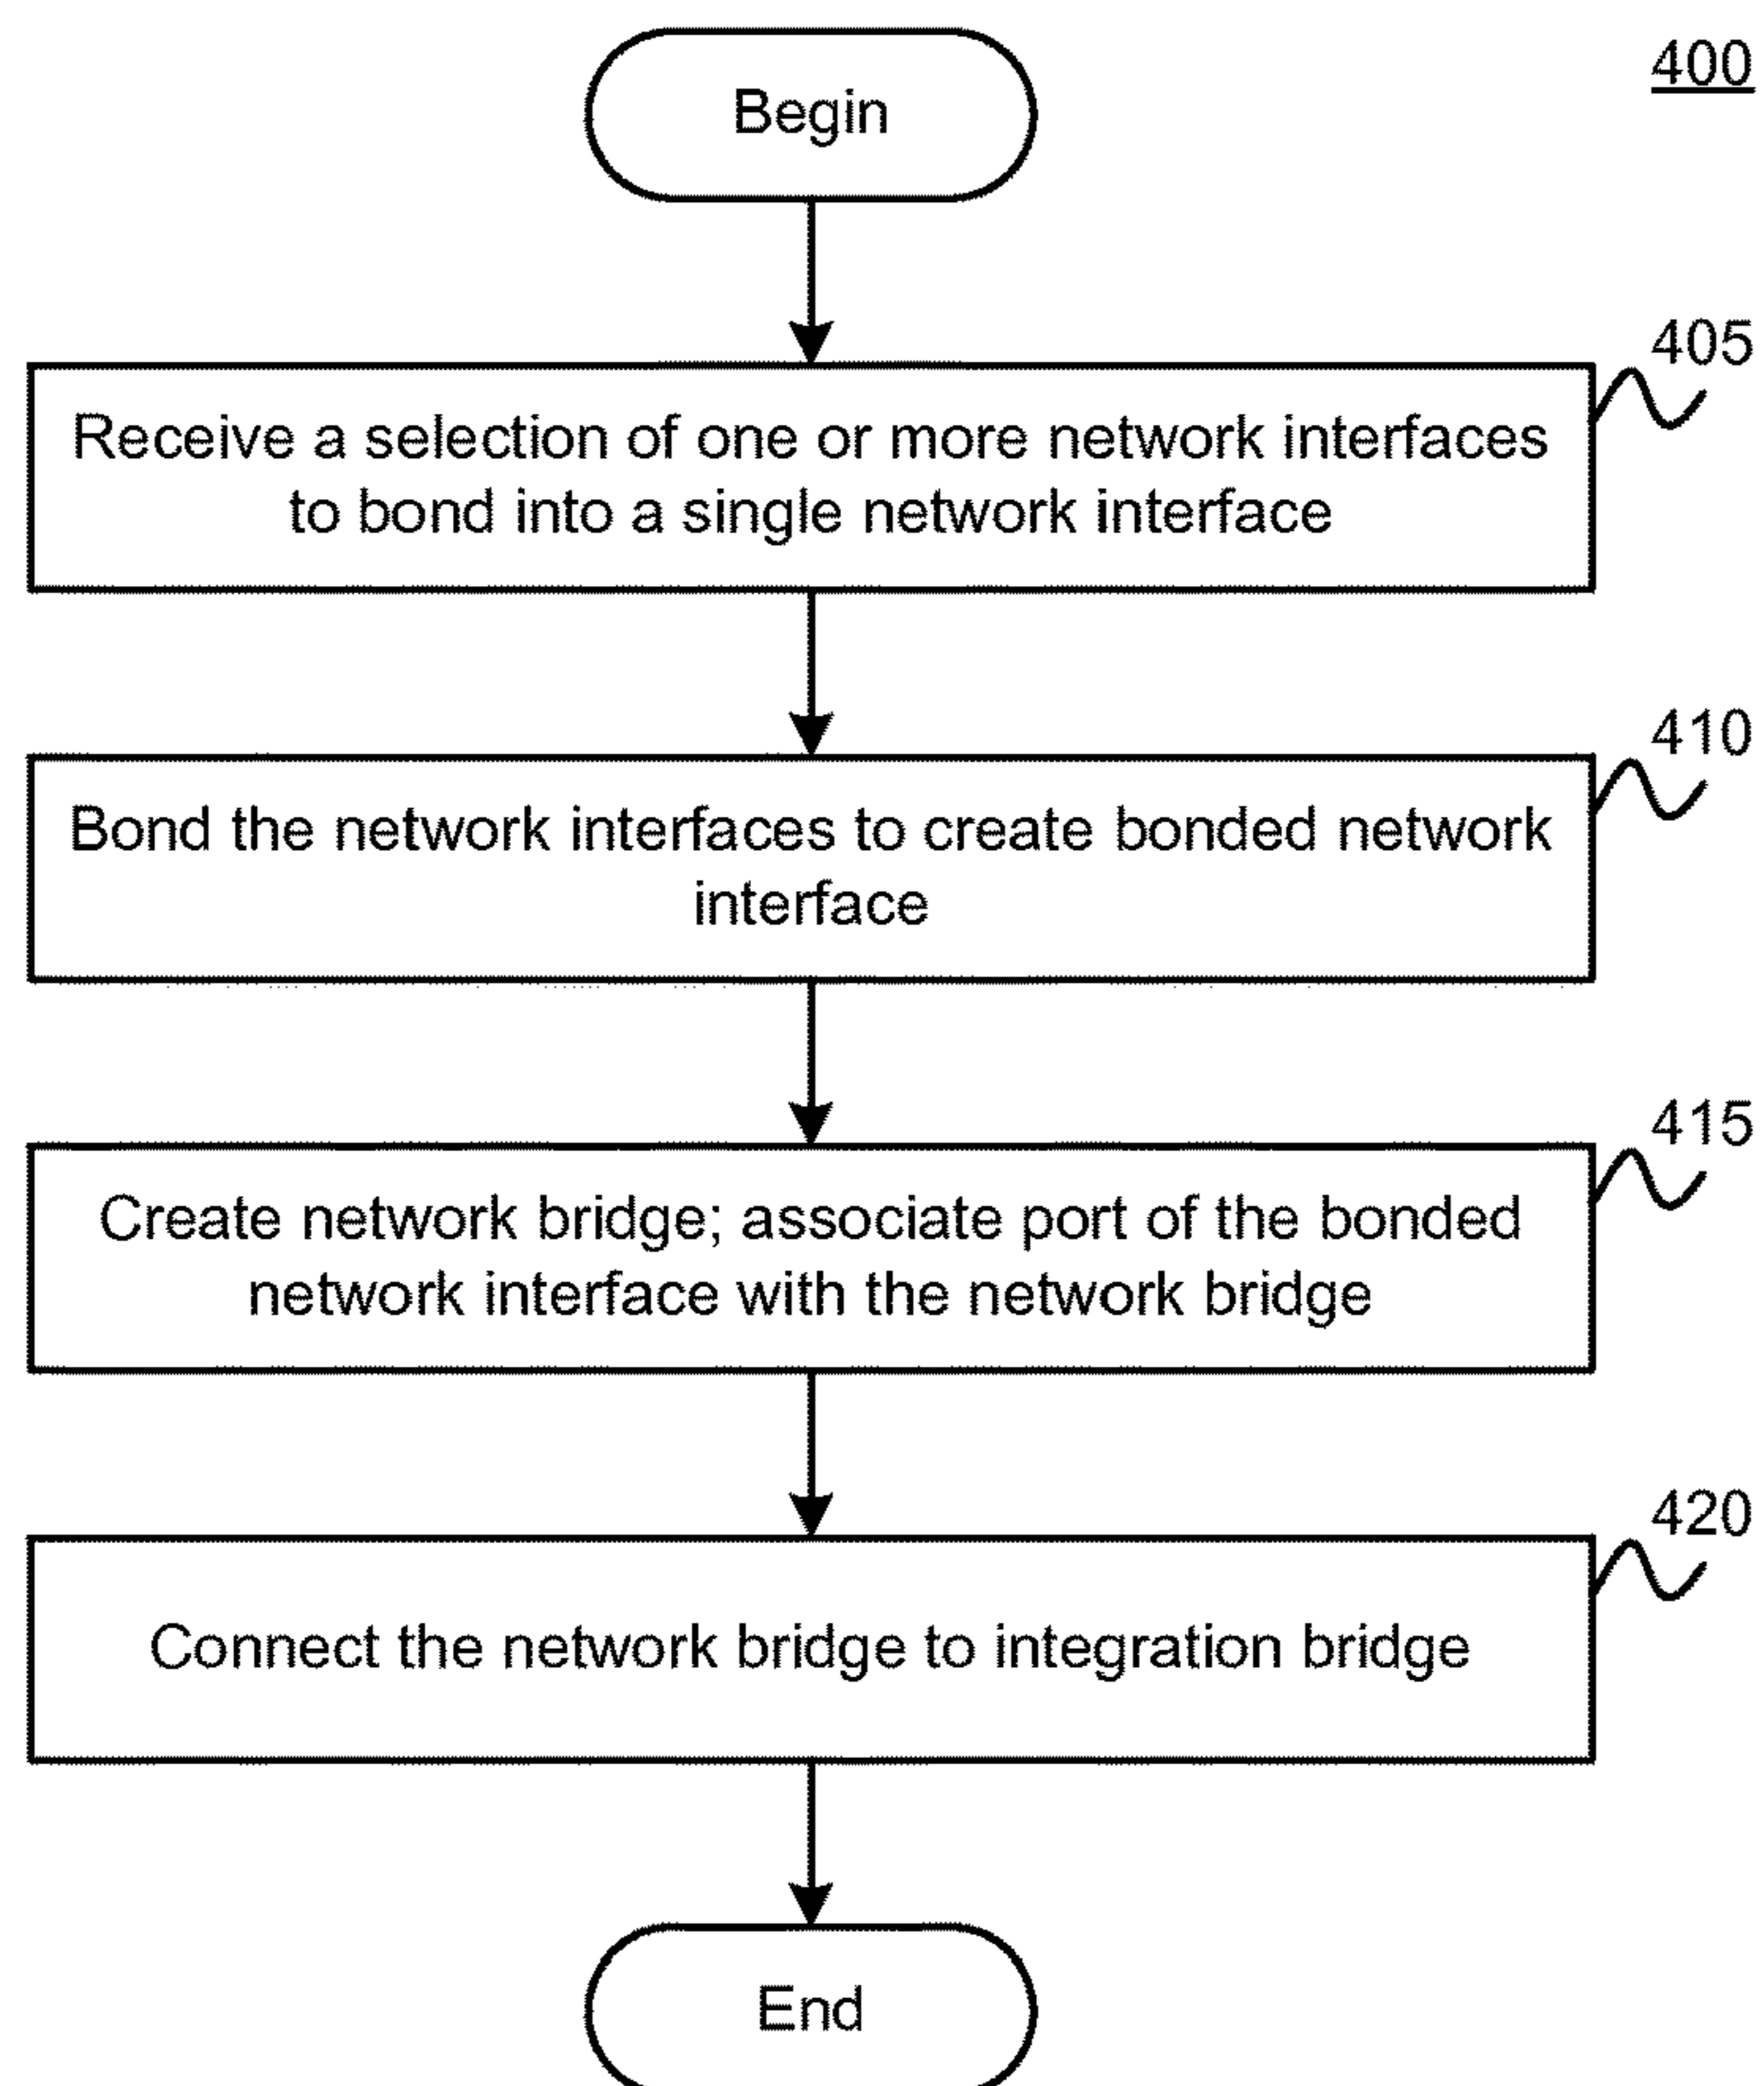 400
Begin
405
Receive a selection of one or more network interfaces
to bond into a single network interface
410
Bond the network interfaces to create bonded network
interface
415
Create network bridge; associate port of the bonded
network interface with the network bridge
420
Connect the network bridge to integration bridge
End